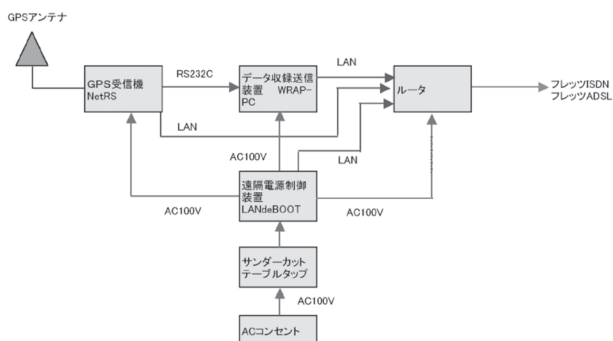 GPSアンテナ
GPS受信機
NetRS
RS232C
データ収録送信
装置 WRAP-
PC
LAN
ルータ
フレッツISDN
フレッツADSL
LAN
AC100V
LAN
遠隔電源制御
装置
LANdeBOOT
AC100V
AC100V
サンダーカット
テーブルタップ
AC100V
ACコンセント